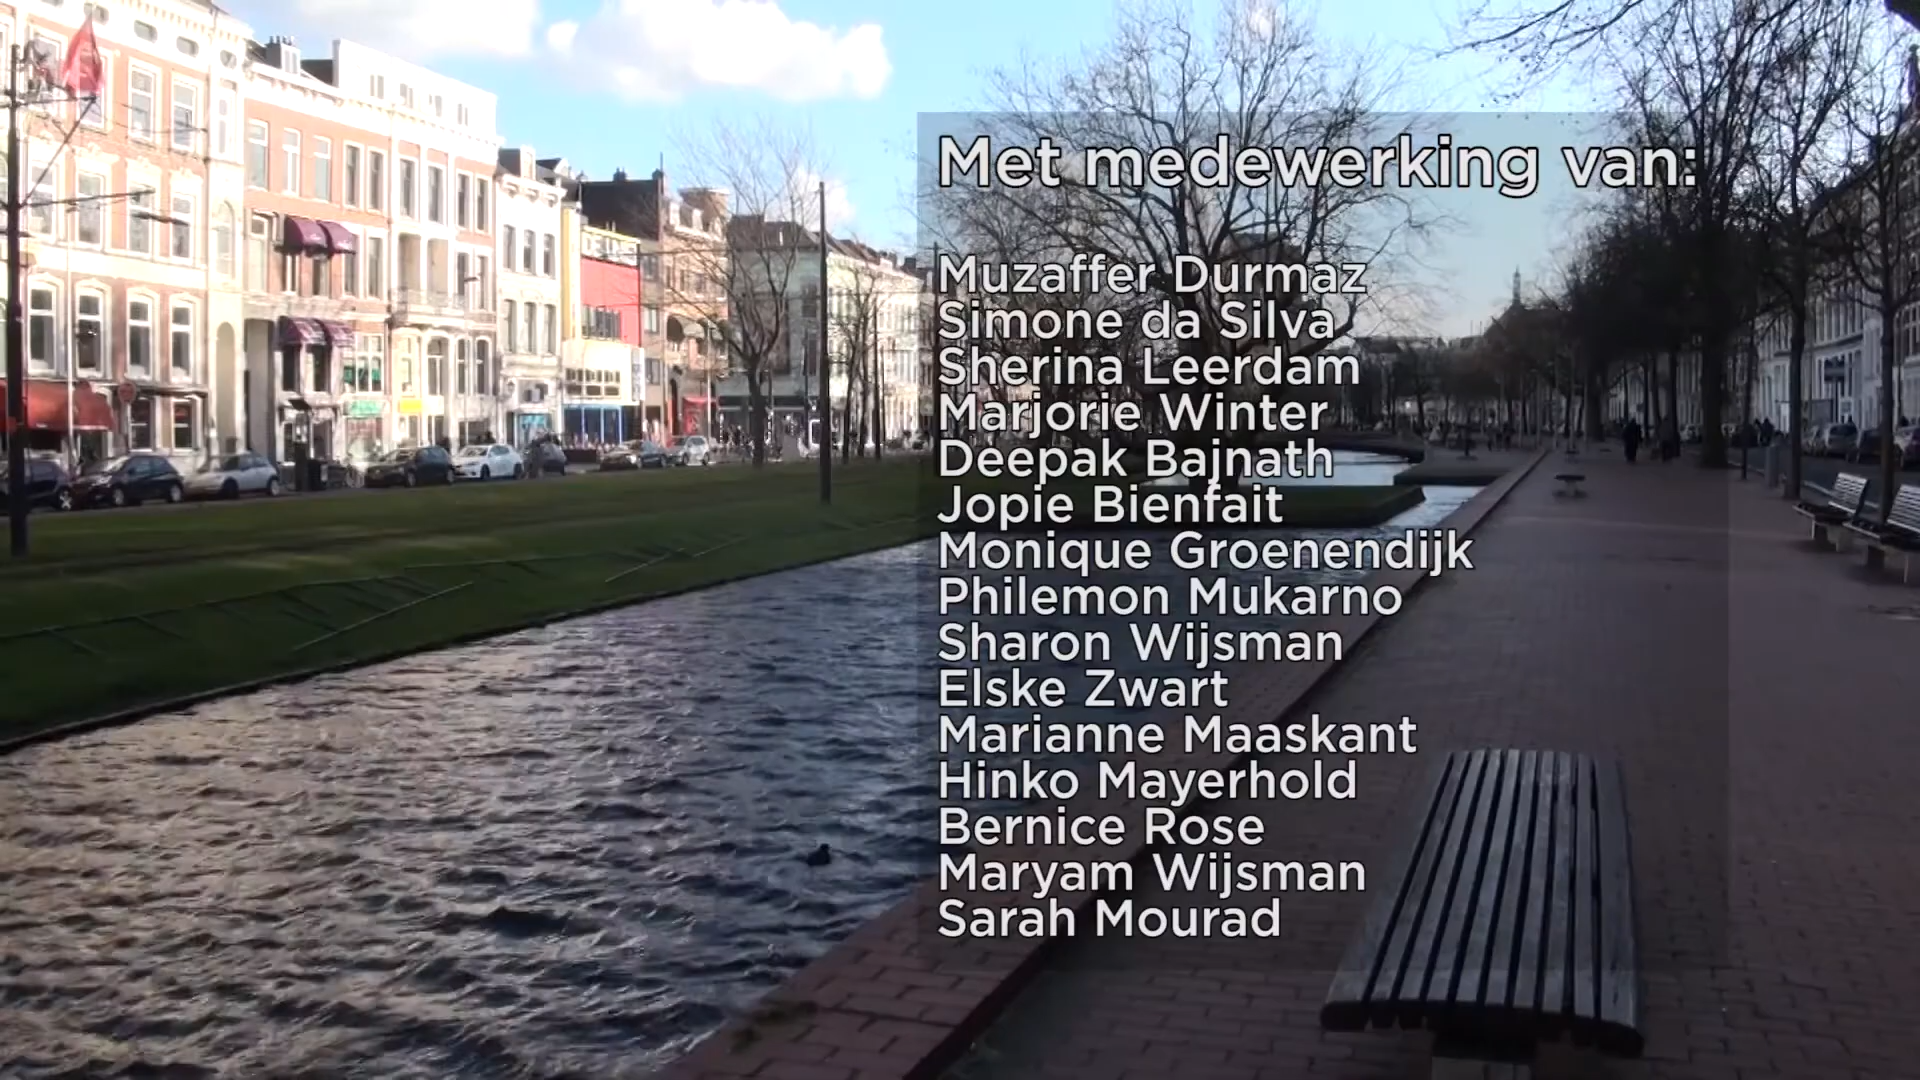 Met medewerking van:
Muzaffer Durmaz
Simone da Silva
Sherina Leerdam
Marjorie Winter
Deepak Bajnath
Jopie Bienfait
Monique Groenendijk
Philemon Mukarno
Sharon Wijsman
Elske Zwart
Marianne Maaskant
Hinko Mayerhold
Bernice Rose
Maryam Wijsman
Sarah Mourad